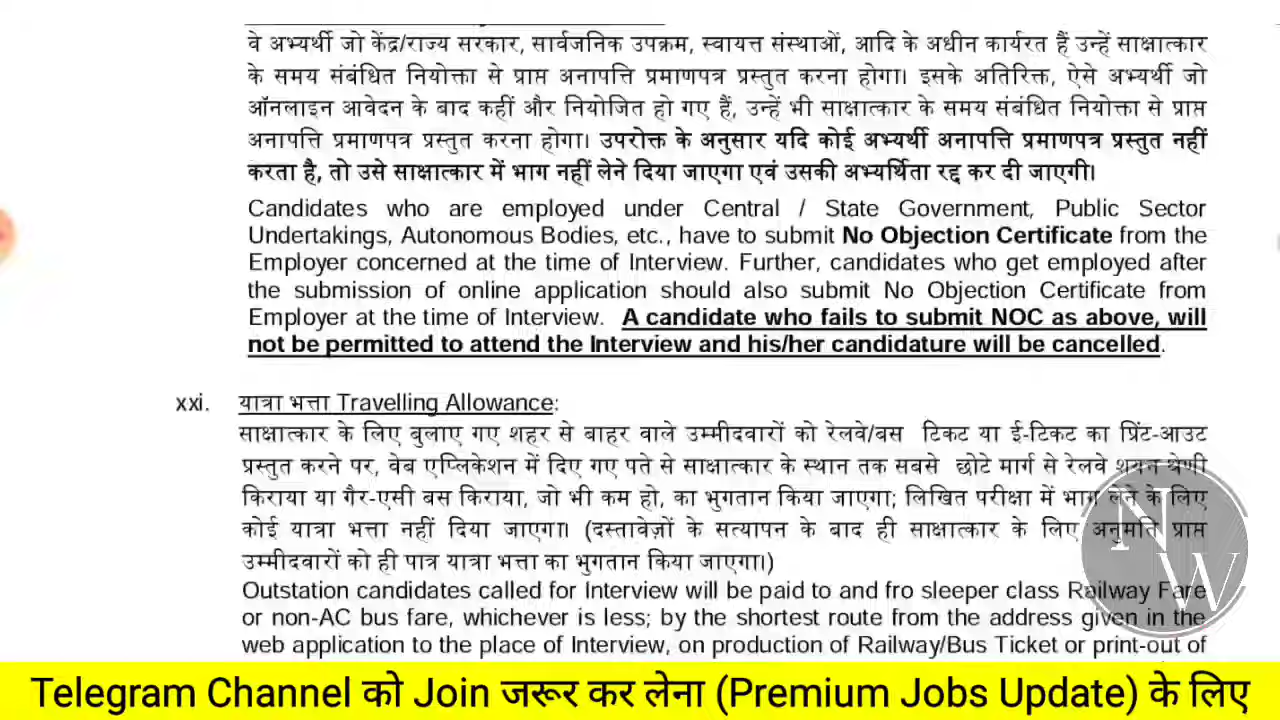 वे अभ्यर्थी जो केंद्र/राज्य सरकार, सार्वजनिक उपक्रम, स्वायत्त संस्थाओं, आदि के अधीन कार्यरत हैं उन्हें साक्षात्कार
के समय संबंधित नियोक्ता से प्राप्त अनापत्ति प्रमाणपत्र प्रस्तुत करना होगा। इसके अतिरिक्त, ऐसे अभ्यर्थी जो
ऑनलाइन आवेदन के बाद कहीं और नियोजित हो गए हैं, उन्हें भी साक्षात्कार के समय संबंधित नियोक्ता से प्राप्त
अनापत्ति प्रमाणपत्र प्रस्तुत करना होगा। उपरोक्त के अनुसार यदि कोई अभ्यर्थी अनापत्ति प्रमाणपत्र प्रस्तुत नहीं
करता है, तो उसे साक्षात्कार में भाग नहीं लेने दिया जाएगा एवं उसकी अभ्यर्थिता रद्द कर दी जाएगी।
Candidates who are employed under Central / State Government, Public Sector
Undertakings, Autonomous Bodies, etc., have to submit No Objection Certificate from the
Employer concerned at the time of Interview. Further, candidates who get employed after
the submission of online application should also submit No Objection Certificate from
Employer at the time of Interview. A candidate who fails to submit NOC as above, will
not be permitted to attend the Interview and his/her candidature will be cancelled.
xxi. यात्रा भत्ता Travelling Allowance:
साक्षात्कार के लिए बुलाए गए शहर से बाहर वाले उम्मीदवारों को रेलवे/बस टिकट या ई-टिकट का प्रिंट-आउट
प्रस्तुत करने पर, वेब एप्लिकेशन में दिए गए पते से साक्षात्कार के स्थान तक सबसे छोटे मार्ग से रेलवे शयन श्रेणी
किराया या गैर-एसी बस किराया, जो भी कम हो, का भुगतान किया जाएगा; लिखित परीक्षा में भाग लेने के लिए
कोई यात्रा भत्ता नहीं दिया जाएगा। (दस्तावेज़ों के सत्यापन के बाद ही साक्षात्कार के लिए अनुमति प्राप्त
उम्मीदवारों को ही पात्र यात्रा भत्ता का भुगतान किया जाएगा।)
Outstation candidates called for Interview will be paid to and fro sleeper class Railway Fare
or non-AC bus fare, whichever is less; by the shortest route from the address given in the
web application to the place of Interview, on production of Railway/Bus Ticket or print-out of
NW
Telegram Channel को Join जरूर कर लेना (Premium Jobs Update) के लिए